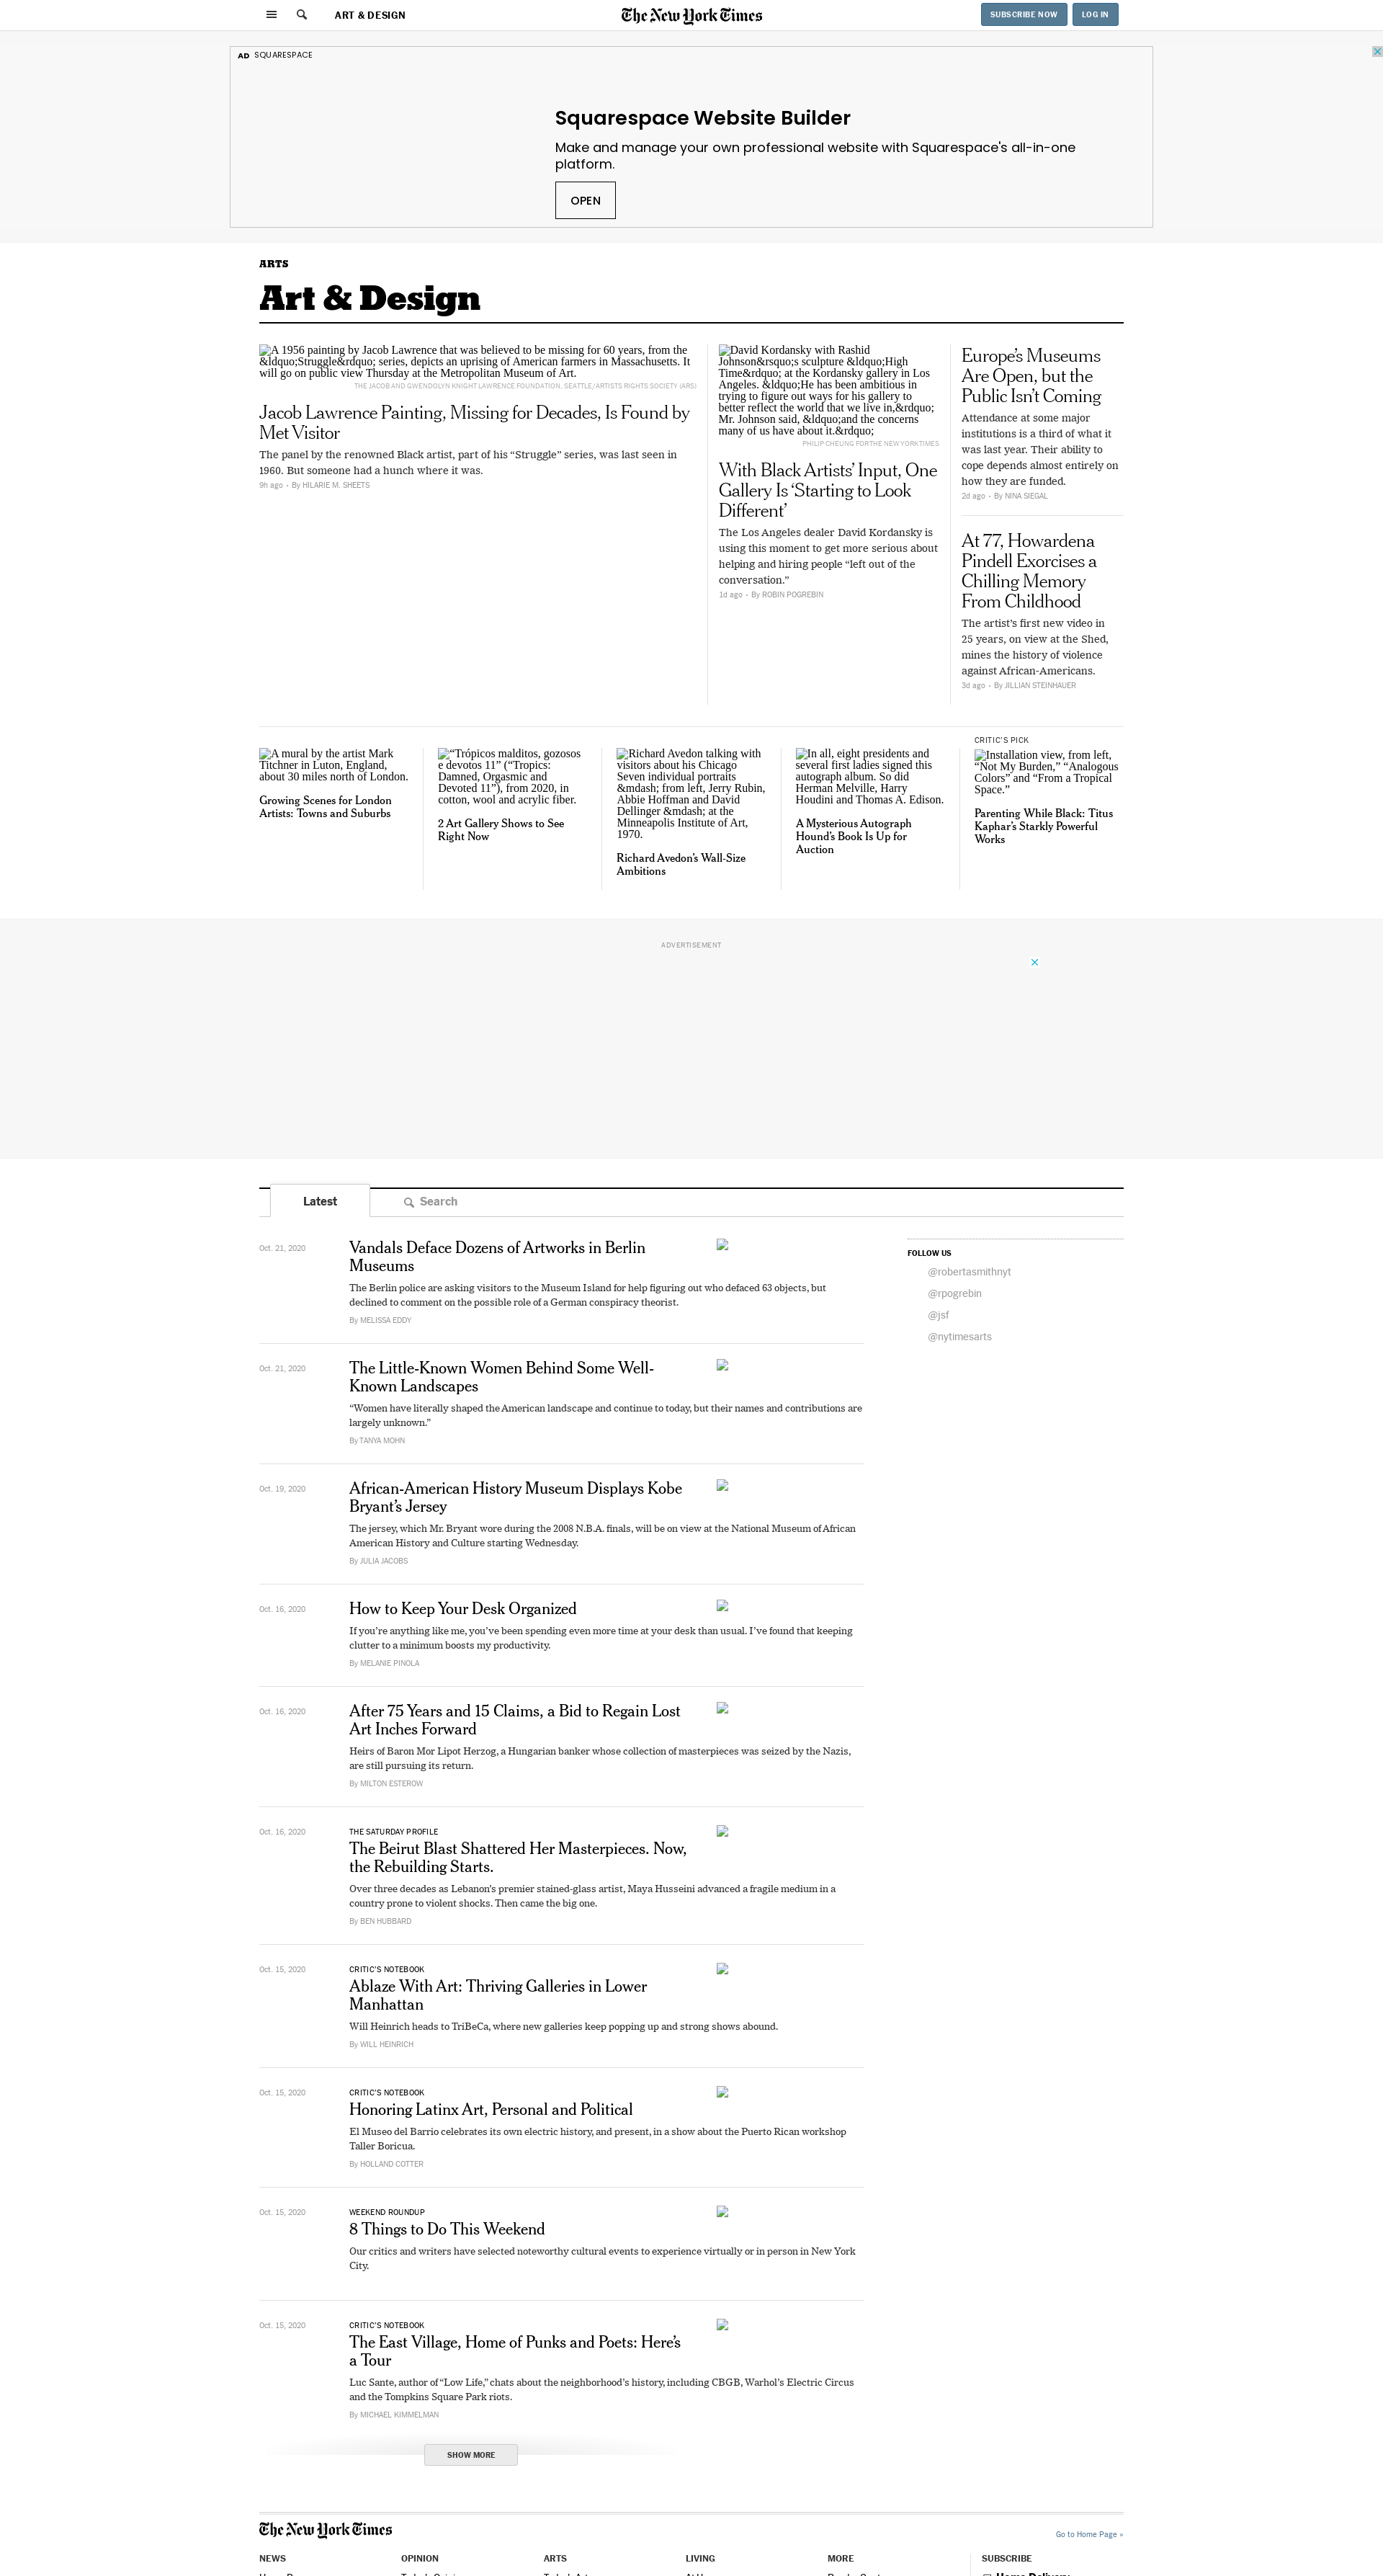 ART & DESIGN
The New York Times
SUBSCRIBE NOW
LOG IN
AD SQUARESPACE
Squarespace Website Builder
Make and manage your own professional website with Squarespace's all-in-one
platform.
OPEN
ARTS
Art & Design
A 1956 painting by Jacob Lawrence that was believed to be missing for 60 years, from the
&ldquo;Struggle&rdquo; series, depicts an uprising of American farmers in Massachusetts. It
will go on public view Thursday at the Metropolitan Museum of Art.
THE JACOB AND GWENDOLYN KNIGHT LAWRENCE FOUNDATION, SEATTLE/ARTISTS RIGHTS SOCIETY (ARS)
Jacob Lawrence Painting, Missing for Decades, Is Found by
Met Visitor
The panel by the renowned Black artist, part of his “Struggle” series, was last seen in
1960. But someone had a hunch where it was.
9h ago • By HILARIE M. SHEETS
David Kordansky with Rashid
Johnson&rsquo;s sculpture &ldquo;High
Time&rdquo; at the Kordansky gallery in Los
Angeles. &ldquo;He has been ambitious in
trying to figure out ways for his gallery to
better reflect the world that we live in,&rdquo;
Mr. Johnson said, &ldquo;and the concerns
many of us have about it.&rdquo;
PHILIP CHEUNG FOR THE NEW YORK TIMES
With Black Artists’ Input, One
Gallery Is ‘Starting to Look
Different’
The Los Angeles dealer David Kordansky is
using this moment to get more serious about
helping and hiring people “left out of the
conversation.”
1d ago • By ROBIN POGREBIN
Europe’s Museums
Are Open, but the
Public Isn’t Coming
Attendance at some major
institutions is a third of what it
was last year. Their ability to
cope depends almost entirely on
how they are funded.
2d ago • By NINA SIEGAL
At 77, Howardena
Pindell Exorcises a
Chilling Memory
From Childhood
The artist’s first new video in
25 years, on view at the Shed,
mines the history of violence
against African-Americans.
3d ago • By JILLIAN STEINHAUER
A mural by the artist Mark
Titchner in Luton, England,
about 30 miles north of London.
Growing Scenes for London
Artists: Towns and Suburbs
“Trópicos malditos, gozosos
e devotos 11” (“Tropics:
Damned, Orgasmic and
Devoted 11”), from 2020, in
cotton, wool and acrylic fiber.
2 Art Gallery Shows to See
Right Now
Richard Avedon talking with
visitors about his Chicago
Seven individual portraits
&mdash; from left, Jerry Rubin,
Abbie Hoffman and David
Dellinger &mdash; at the
Minneapolis Institute of Art,
1970.
Richard Avedon’s Wall-Size
Ambitions
In all, eight presidents and
several first ladies signed this
autograph album. So did
Herman Melville, Harry
Houdini and Thomas A. Edison.
A Mysterious Autograph
Hound’s Book Is Up for
Auction
CRITIC’S PICK
Installation view, from left,
“Not My Burden,” “Analogous
Colors” and “From a Tropical
Space.”
Parenting While Black: Titus
Kaphar’s Starkly Powerful
Works
ADVERTISEMENT
Latest
Search
Oct. 21, 2020
Vandals Deface Dozens of Artworks in Berlin
Museums
The Berlin police are asking visitors to the Museum Island for help figuring out who defaced 63 objects, but
declined to comment on the possible role of a German conspiracy theorist.
By MELISSA EDDY
FOLLOW US
@robertasmithnyt
@rpogrebin
@jsf
@nytimesarts
Oct. 21, 2020
The Little-Known Women Behind Some Well-
Known Landscapes
“Women have literally shaped the American landscape and continue to today, but their names and contributions are
largely unknown.”
By TANYA MOHN
Oct. 19, 2020
African-American History Museum Displays Kobe
Bryant’s Jersey
The jersey, which Mr. Bryant wore during the 2008 N.B.A. finals, will be on view at the National Museum of African
American History and Culture starting Wednesday.
By JULIA JACOBS
Oct. 16, 2020
How to Keep Your Desk Organized
If you’re anything like me, you’ve been spending even more time at your desk than usual. I’ve found that keeping
clutter to a minimum boosts my productivity.
By MELANIE PINOLA
Oct. 16, 2020
After 75 Years and 15 Claims, a Bid to Regain Lost
Art Inches Forward
Heirs of Baron Mor Lipot Herzog, a Hungarian banker whose collection of masterpieces was seized by the Nazis,
are still pursuing its return.
By MILTON ESTEROW
Oct. 16, 2020
THE SATURDAY PROFILE
The Beirut Blast Shattered Her Masterpieces. Now,
the Rebuilding Starts.
Over three decades as Lebanon’s premier stained-glass artist, Maya Husseini advanced a fragile medium in a
country prone to violent shocks. Then came the big one.
By BEN HUBBARD
Oct. 15, 2020
CRITIC’S NOTEBOOK
Ablaze With Art: Thriving Galleries in Lower
Manhattan
Will Heinrich heads to TriBeCa, where new galleries keep popping up and strong shows abound.
By WILL HEINRICH
Oct. 15, 2020
CRITIC’S NOTEBOOK
Honoring Latinx Art, Personal and Political
El Museo del Barrio celebrates its own electric history, and present, in a show about the Puerto Rican workshop
Taller Boricua.
By HOLLAND COTTER
Oct. 15, 2020
WEEKEND ROUNDUP
8 Things to Do This Weekend
Our critics and writers have selected noteworthy cultural events to experience virtually or in person in New York
City.
Oct. 15, 2020
CRITIC’S NOTEBOOK
The East Village, Home of Punks and Poets: Here’s
a Tour
Luc Sante, author of “Low Life,” chats about the neighborhood’s history, including CBGB, Warhol’s Electric Circus
and the Tompkins Square Park riots.
By MICHAEL KIMMELMAN
SHOW MORE
The New York Times
Go to Home Page »
NEWS
OPINION
ARTS
LIVING
MORE
SUBSCRIBE